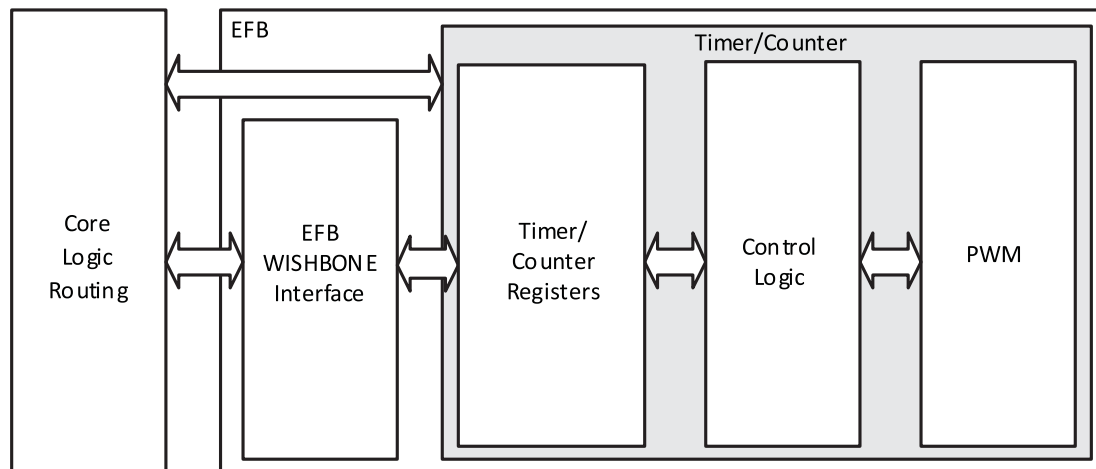 EFB
Timer/Counter
Core
Logic
Routing
EFB
WISHBONE
Interface
Timer/
Counter
Registers
Control
Logic
PWM